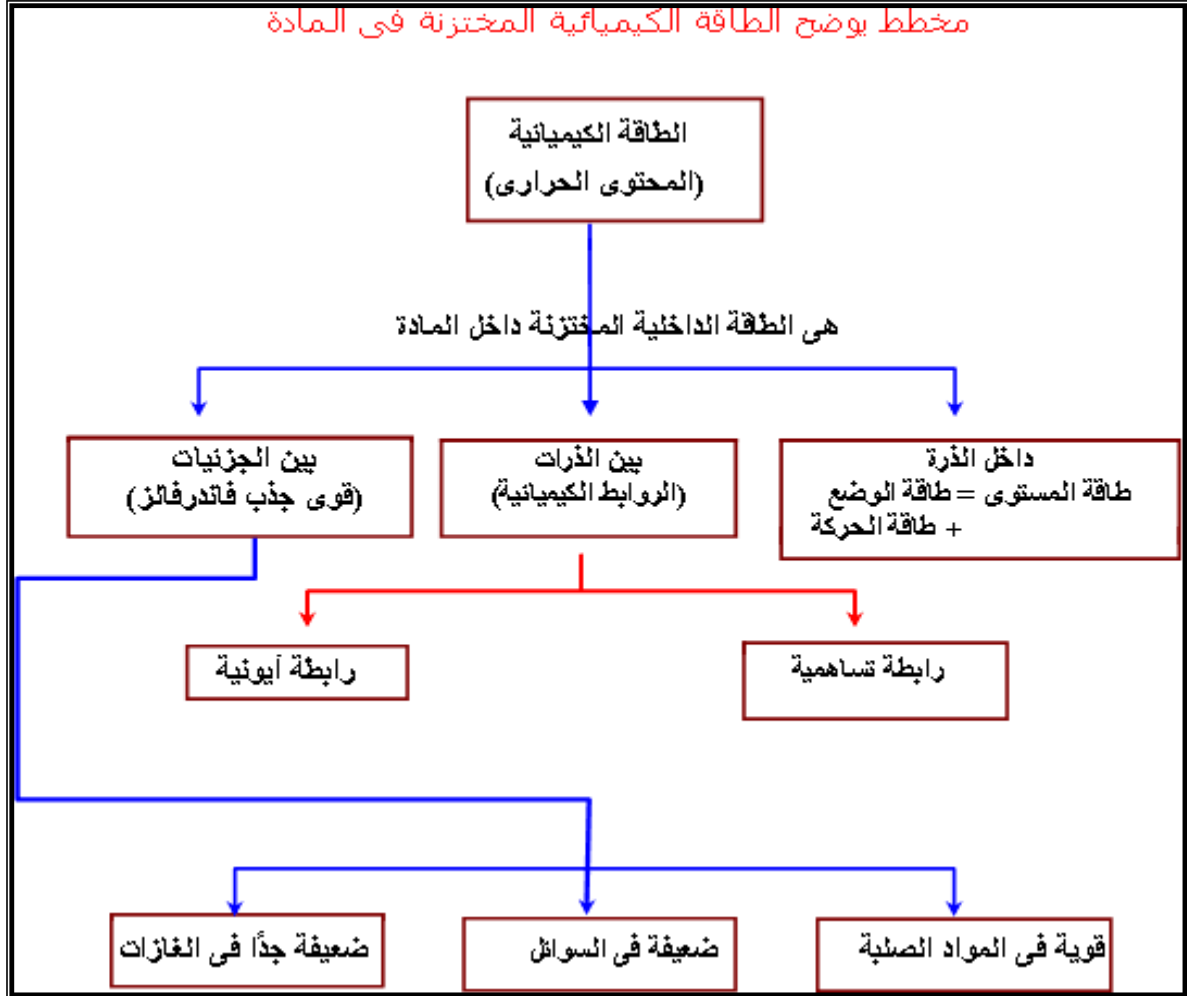 مخطط يوضح الطاقة الكيميائية المختزنة فى المادة
الطاقة الكيميائية
(المحتوى الحرارى)
هى الطاقة الداخلية المختزنة داخل المادة
داخل الذرة
طاقة المستوى = طاقة الوضع
+ طاقة الحركة
بين الذرات
(الروابط الكيميائية)
بين الجزئيات
(قوى جذب فاندرفالز)
رابطة تساهمية
رابطة أيونية
قوية فى المواد الصلبة
ضعيفة فى السوائل
ضعيفة جدًا فى الغازات